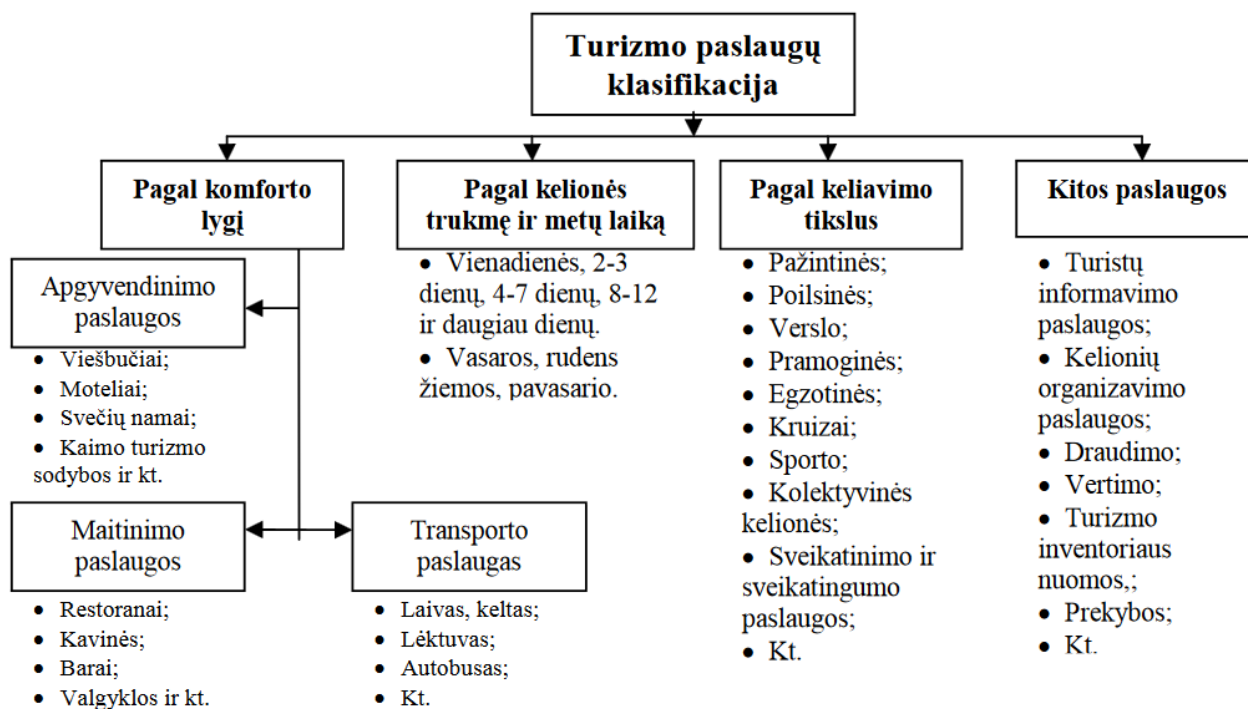 Turizmo paslaugų
klasifikacija
Pagal komforto
lygį
Apgyvendinimo
paslaugos
• Viešbučiai;
• Moteliai;
• Svečių namai;
• Kaimo turizmo
sodybos ir kt.
Maitinimo
paslaugos
• Restoranai;
• Kavinės;
• Barai;
• Valgyklos ir kt.
Transporto
paslaugas
• Laivas, keltas;
• Lėktuvas;
• Autobusas;
• Kt.
Pagal kelionės
trukmę ir metų laiką
• Vienadienės, 2-3
dienų, 4-7 dienų, 8-12
ir daugiau dienų.
• Vasaros, rudens
žiemos, pavasario.
Pagal keliavimo
tikslus
• Pažintinės;
• Poilsinės;
• Verslo;
• Pramoginės;
• Egzotinės;
• Kruizai;
• Sporto;
• Kolektyvinės
kelionės;
• Sveikatinimo ir
sveikatingumo
paslaugos;
• Kt.
Kitos paslaugos
• Turistų
informavimo
paslaugos;
• Kelionių
organizavimo
paslaugos;
• Draudimo;
• Vertimo;
• Turizmo
inventoriaus
nuomos,;
• Prekybos;
• Kt.